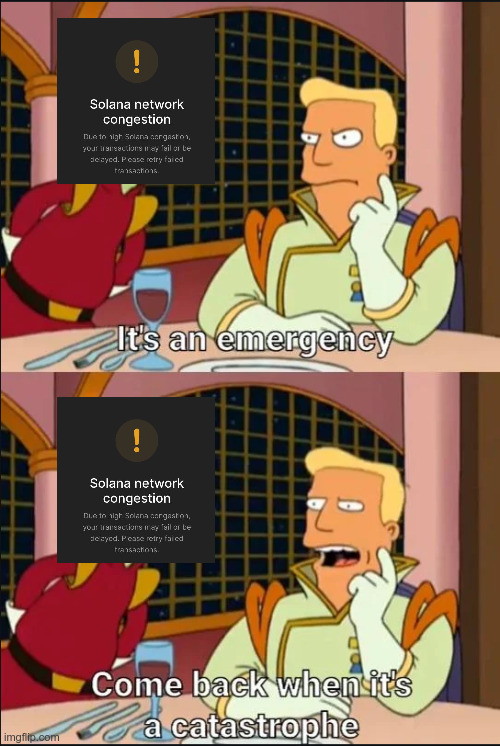 Solana network
congestion
Due to high Solana congestion,
your transactions may fail or be
delayed. Please retry failed
transactions.
It's an emergency
Solana network
congestion
Due to high Solana congestion,
your transactions may fail or be
delayed. Please retry failed
transactions.
Come back when it's
a catastrophe
imgflip.com